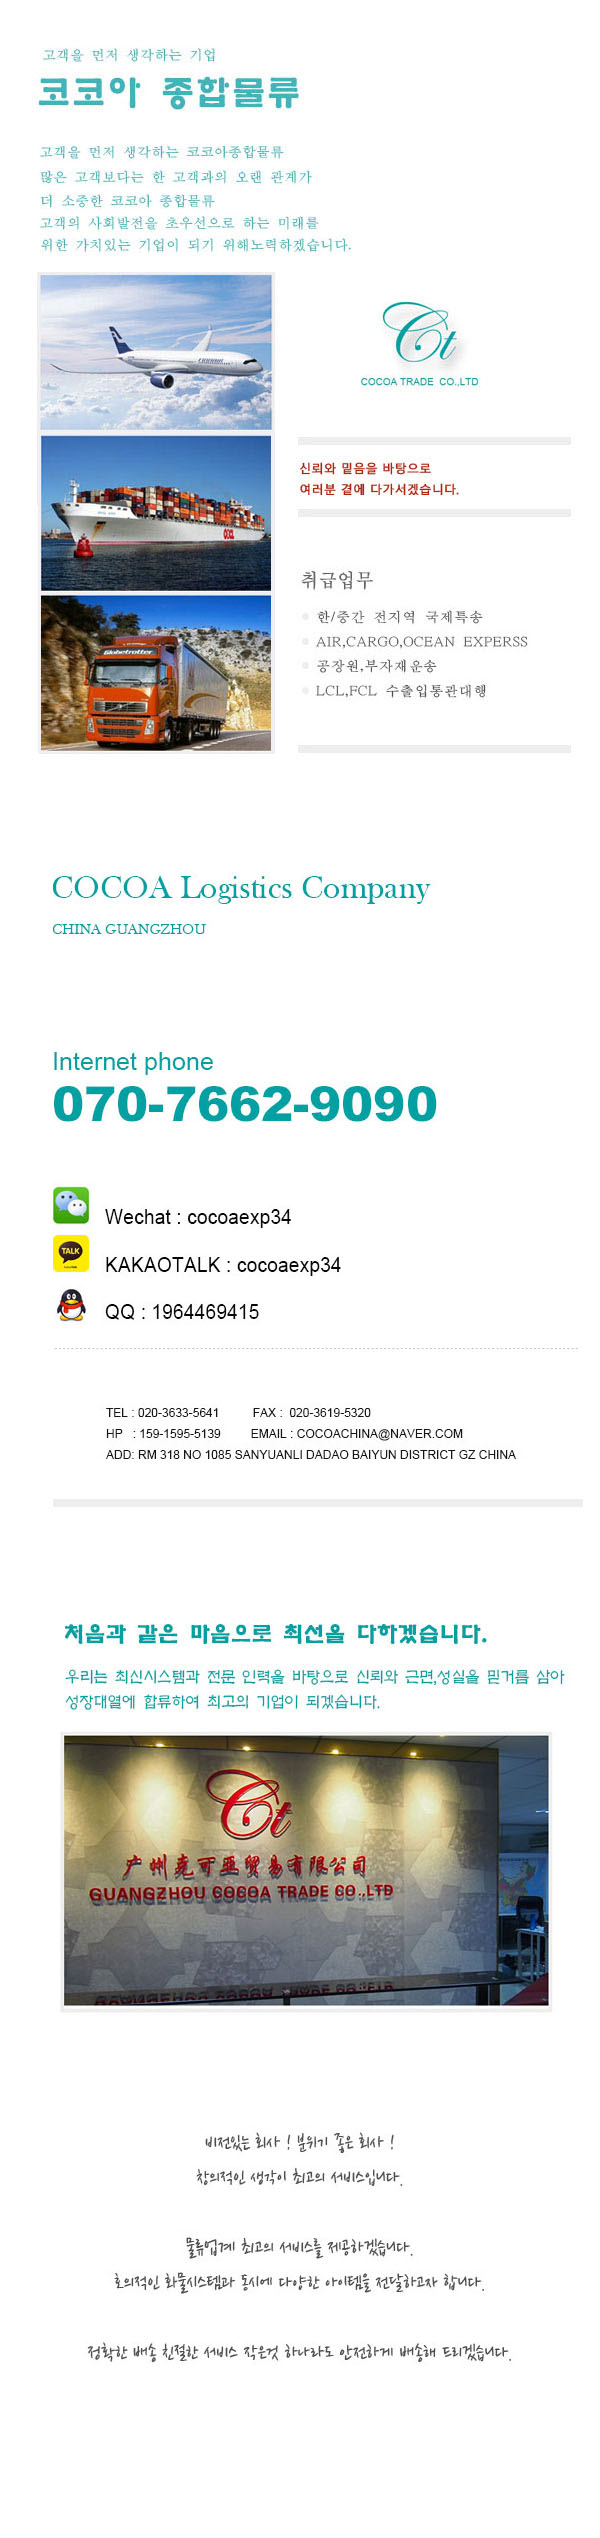 고객을 먼저 생각하는 기업
코코아 종합물류
고객을 먼저 생각하는 코코아종합물류
많은 고객보다는 한 고객과의 오랜 관계가
더 소중한 코코아 종합물류
고객의 사회발전을 초우선으로 하는 미래를
위한 가치있는 기업이 되기 위해노력하겠습니다.
Ct
COCOA TRADE CO.,LTD
신뢰와 믿음을 바탕으로
여러분 곁에 다가서겠습니다.
OOCL
Globetrotter
취급업무
한/중간 전지역 국제특송
AIR,CARGO,OCEAN EXPERSS
공장원,부자재운송
LCL,FCL 수출입통관대행
COCOA Logistics Company
CHINA GUANGZHOU
Internet phone
070-7662-9090
Wechat : cocoaexp34
TALK
KAKAOTALK : cocoaexp34
QQ : 1964469415
TEL : 020-3633-5641 FAX : 020-3619-5320
HP : 159-1595-5139 EMAIL : COCOACHINA@NAVER.COM
ADD: RM 318 NO 1085 SANYUANLI DADAO BAIYUN DISTRICT GZ CHINA
처음과 같은 마음으로 최선을 다하겠습니다.
우리는 최신시스템과 전문 인력을 바탕으로 신뢰와 근면,성실을 믿거름 삼아
성장대열에 합류하여 최고의 기업이 되겠습니다.
Ct
广州克可亚贸易有限公司
GUANGZHOU COCOA TRADE CO.,LTD
비전있는 회사 ! 분위기 좋은 회사 !
창의적인 생각이 최고의 서비스입니다.
물류업계 최고의 서비스를 제공하겠습니다.
호의적인 화물시스템과 동시에 다양한 아이템을 전달하고자 합니다.
정확한 배송 친절한 서비스 작은것 하나라도 안전하게 배송해 드리겠습니다.